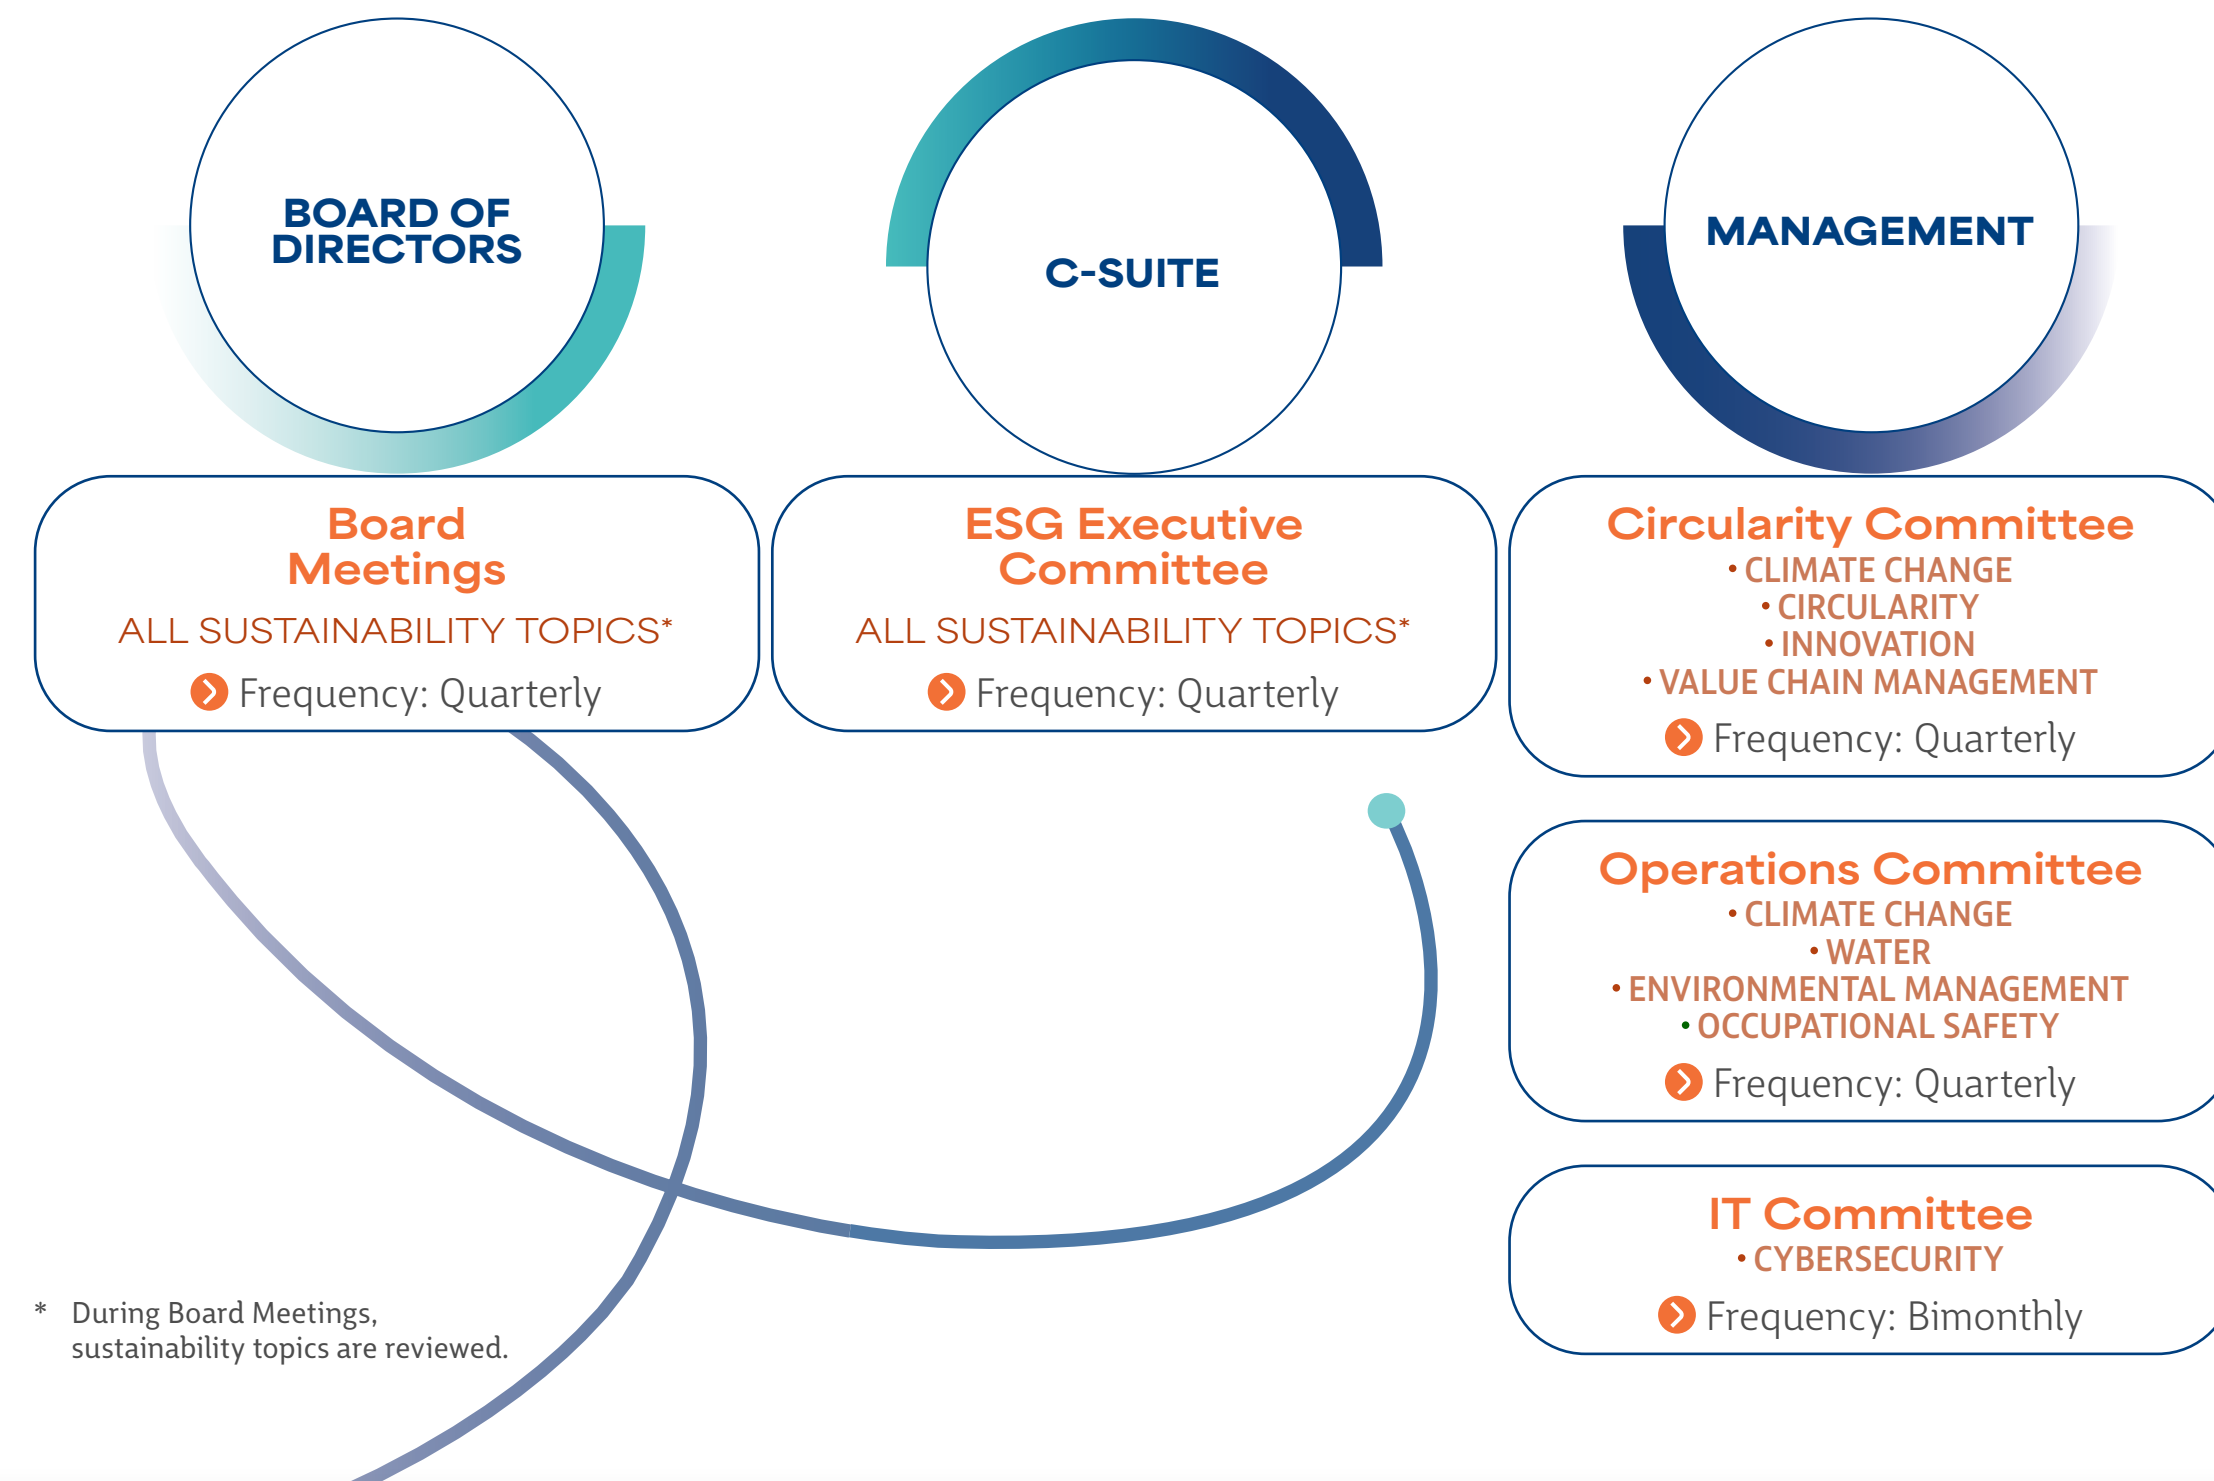 BOARD OF
DIRECTORS
Board
Meetings
ALL SUSTAINABILITY TOPICS*
Frequency: Quarterly
C-SUITE
ESG Executive
Committee
ALL SUSTAINABILITY TOPICS*
Frequency: Quarterly
MANAGEMENT
Circularity Committee
• CLIMATE CHANGE
• CIRCULARITY
• INNOVATION
• VALUE CHAIN MANAGEMENT
Frequency: Quarterly
Operations Committee
• CLIMATE CHANGE
• WATER
• ENVIRONMENTAL MANAGEMENT
• OCCUPATIONAL SAFETY
Frequency: Quarterly
IT Committee
• CYBERSECURITY
Frequency: Bimonthly
* During Board Meetings,
sustainability topics are reviewed.